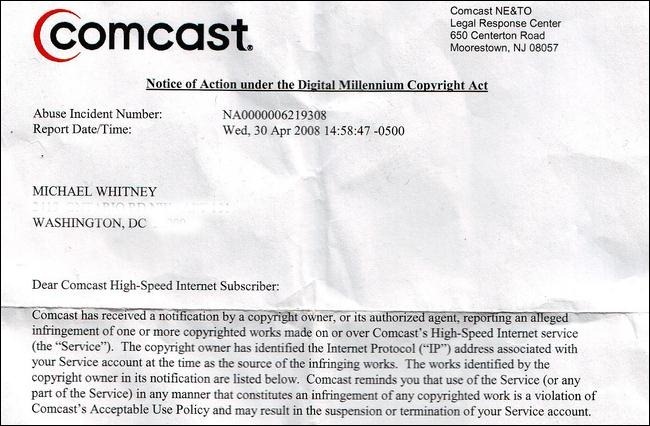 comcast.
Comcast NE&TO
Legal Response Center
650 Centerton Road
Moorestown, NJ 08057
Notice of Action under the Digital Millennium Copyright Act
Abuse Incident Number: NA0000006219308
Report Date/Time: Wed, 30 Apr 2008 14:58:47 -0500
MICHAEL WHITNEY
WASHINGTON, DC
Dear Comcast High-Speed Internet Subscriber:
Comcast has received a notification by a copyright owner, or its authorized agent, reporting an alleged
infringement of one or more copyrighted works made on or over Comcast's High-Speed Internet service
(the “Service”). The copyright owner has identified the Internet Protocol (“IP”) address associated with
your Service account at the time as the source of the infringing works. The works identified by the
copyright owner in its notification are listed below. Comcast reminds you that use of the Service (or any
part of the Service) in any manner that constitutes an infringement of any copyrighted work is a violation of
Comcast's Acceptable Use Policy and may result in the suspension or termination of your Service account.